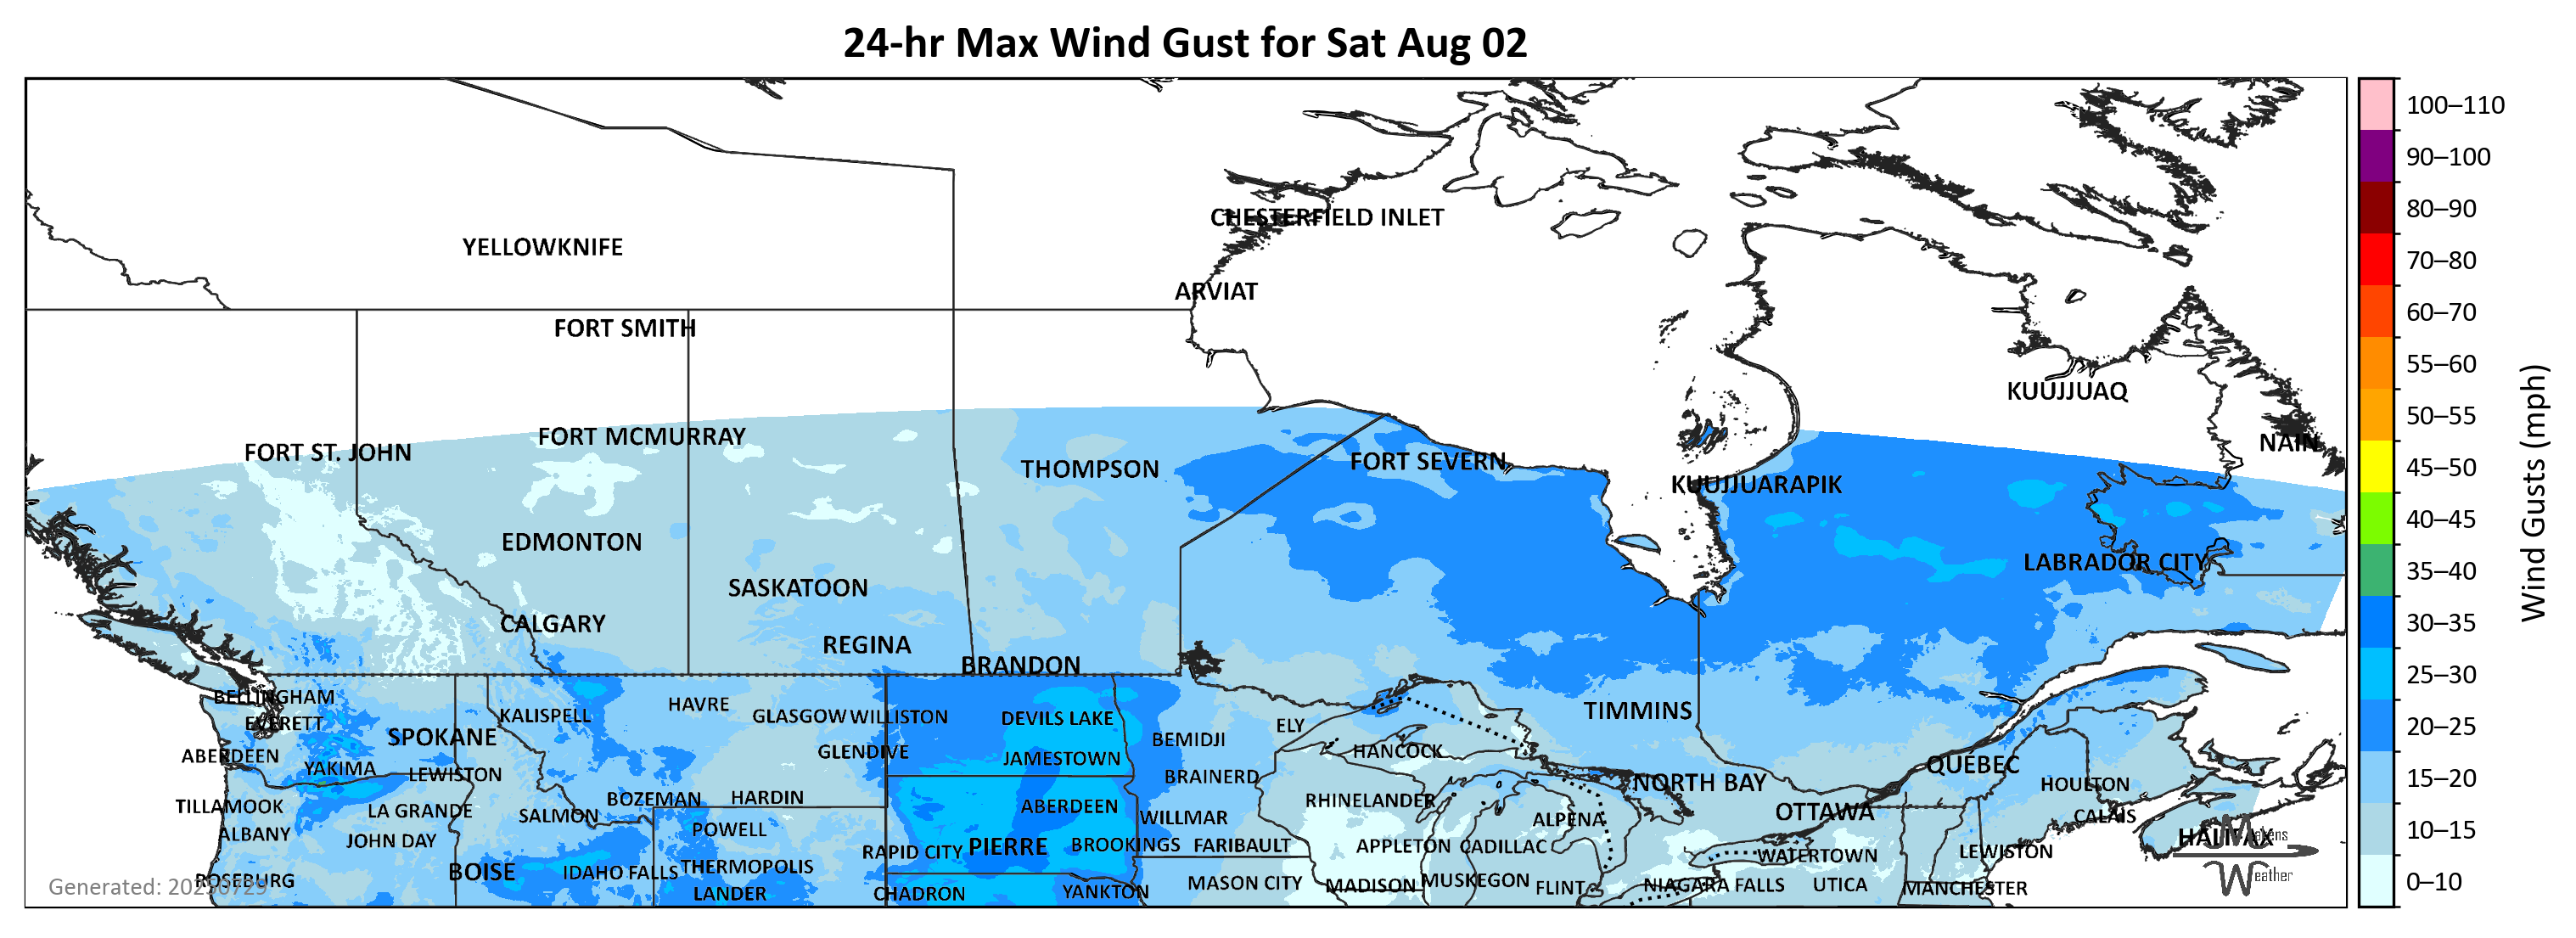 24-hr Max Wind Gust for Sat Aug 02
100–110
90–100
80–90
70–80
60–70
55–60
50–55
45–50
40–45
35–40
30–35
25–30
20–25
15–20
10–15
0–10
Wind Gusts (mph)
CHESTERFIELD INLET
YELLOWKNIFE
ARVIAT
FORT SMITH
KUUJJUAQ
FORT MCMURRAY
NAIN
FORT ST. JOHN
FORT SEVERN
THOMPSON
KUUJJUARAPIK
EDMONTON
LABRADOR CITY
SASKATOON
CALGARY
REGINA
BRANDON
BELLINGHAM
HAVRE
TIMMINS
KALISPELL
GLASGOW WILLISTON
DEVILS LAKE
EVERETT
ELY
SPOKANE
BEMIDJI
HANCOCK
ABERDEEN
GLENDIVE
JAMESTOWN
QUÉBEC
YAKIMA
LEWISTON
BRAINERD
NORTH BAY
HOULTON
BOZEMAN
HARDIN
RHINELANDER
TILLAMOOK
LA GRANDE
ABERDEEN
OTTAWA
SALMON
WILLMAR
ALPENA
CALAIS
ALBANY
JOHN DAY
POWELL
HALIFAX
Makens
Weather
RAPID CITY
PIERRE
BROOKINGS
FARIBAULT
APPLETON
CADILLAC
WATERTOWN
LEWISTON
BOISE
IDAHO FALLS
THERMOPOLIS
ROSEBURG
Generated: 20250729
LANDER
CHADRON
YANKTON
MASON CITY
MADISON
MUSKEGON
FLINT
NIAGARA FALLS
UTICA
MANCHESTER